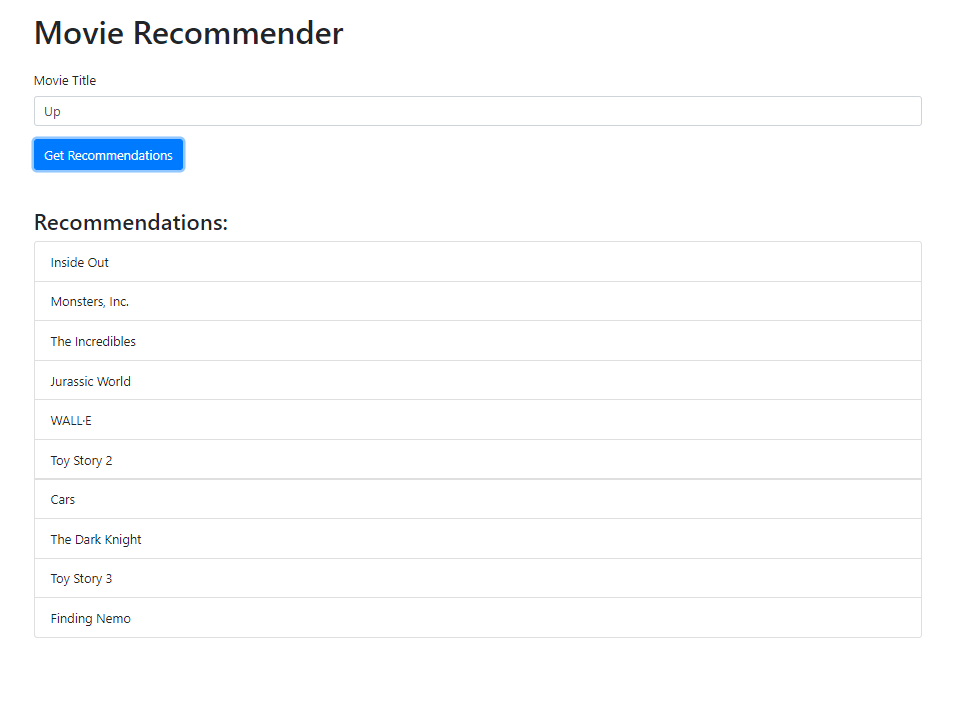 Movie Recommender
Movie Title
Up
Get Recommendations
Recommendations:
Inside Out
Monsters, Inc.
The Incredibles
Jurassic World
WALL·E
Toy Story 2
Cars
The Dark Knight
Toy Story 3
Finding Nemo